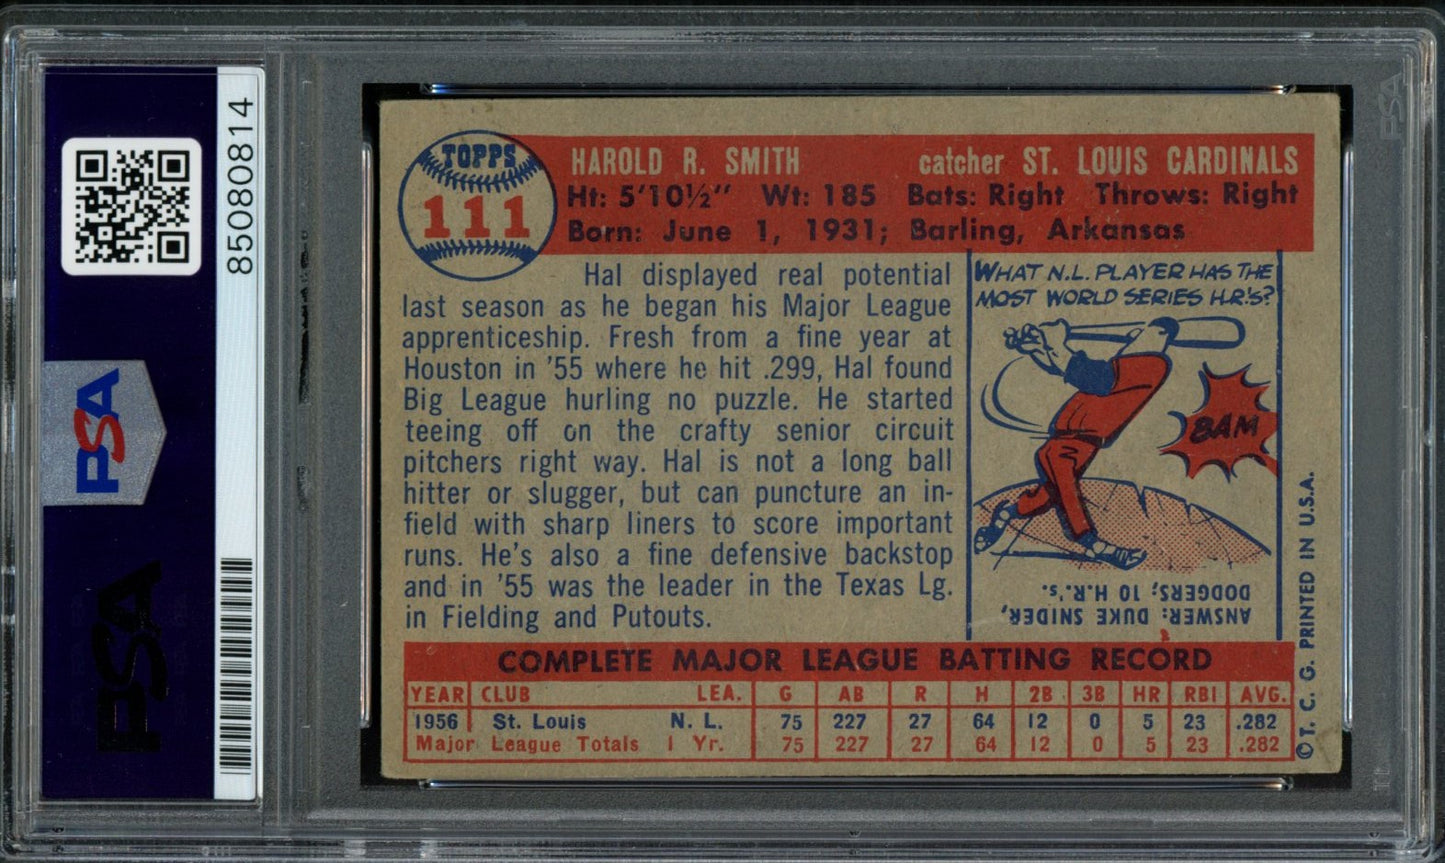 85080814
PSA
PSA
PSA
TOPPS
111
HAROLD R. SMITH catcher ST. LOUIS CARDINALS
Ht: 5'10½" Wt: 185 Bats: Right Throws: Right
Born: June 1, 1931; Barling, Arkansas
Hal displayed real potential
last season as he began his Major League
apprenticeship. Fresh from a fine year at
Houston in '55 where he hit .299, Hal found
Big League hurling no puzzle. He started
teeing off on the crafty senior circuit
pitchers right way. Hal is not a long ball
hitter or slugger, but can puncture an in-
field with sharp liners to score important
runs. He's also a fine defensive backstop
and in '55 was the leader in the Texas Lg.
in Fielding and Putouts.
WHAT N.L. PLAYER HAS THE
MOST WORLD SERIES H.R.'S?
BAM
ANSWER: DUKE SNIDER,
DODGERS; 10 H.R.'s.
COMPLETE MAJOR LEAGUE BATTING RECORD
YEAR CLUB LEA. G AB R H 2B 3B HR RBI AVG.
1956 St. Louis N. L. 75 227 27 64 12 0 5 23 .282
Major League Totals 1 Yr. 75 227 27 64 12 0 5 23 .282
© T. C. G. PRINTED IN U.S.A.